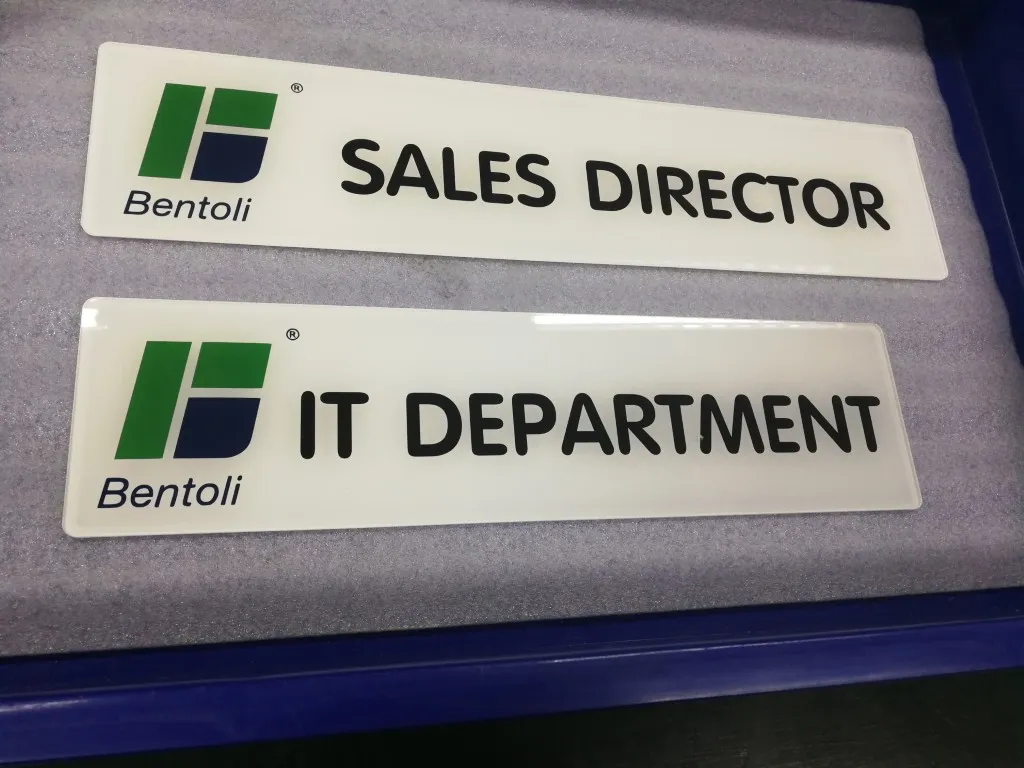 ®
Bentoli
SALES DIRECTOR
®
Bentoli
IT DEPARTMENT